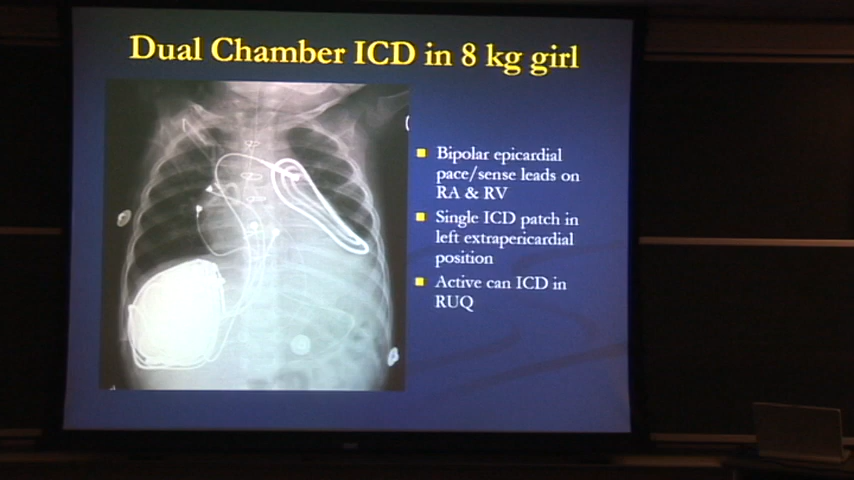 Dual Chamber ICD in 8 kg girl
Bipolar epicardial
pace/sense leads on
RA & RV
Single ICD patch in
left extrapericardial
position
Active can ICD in
RUQ